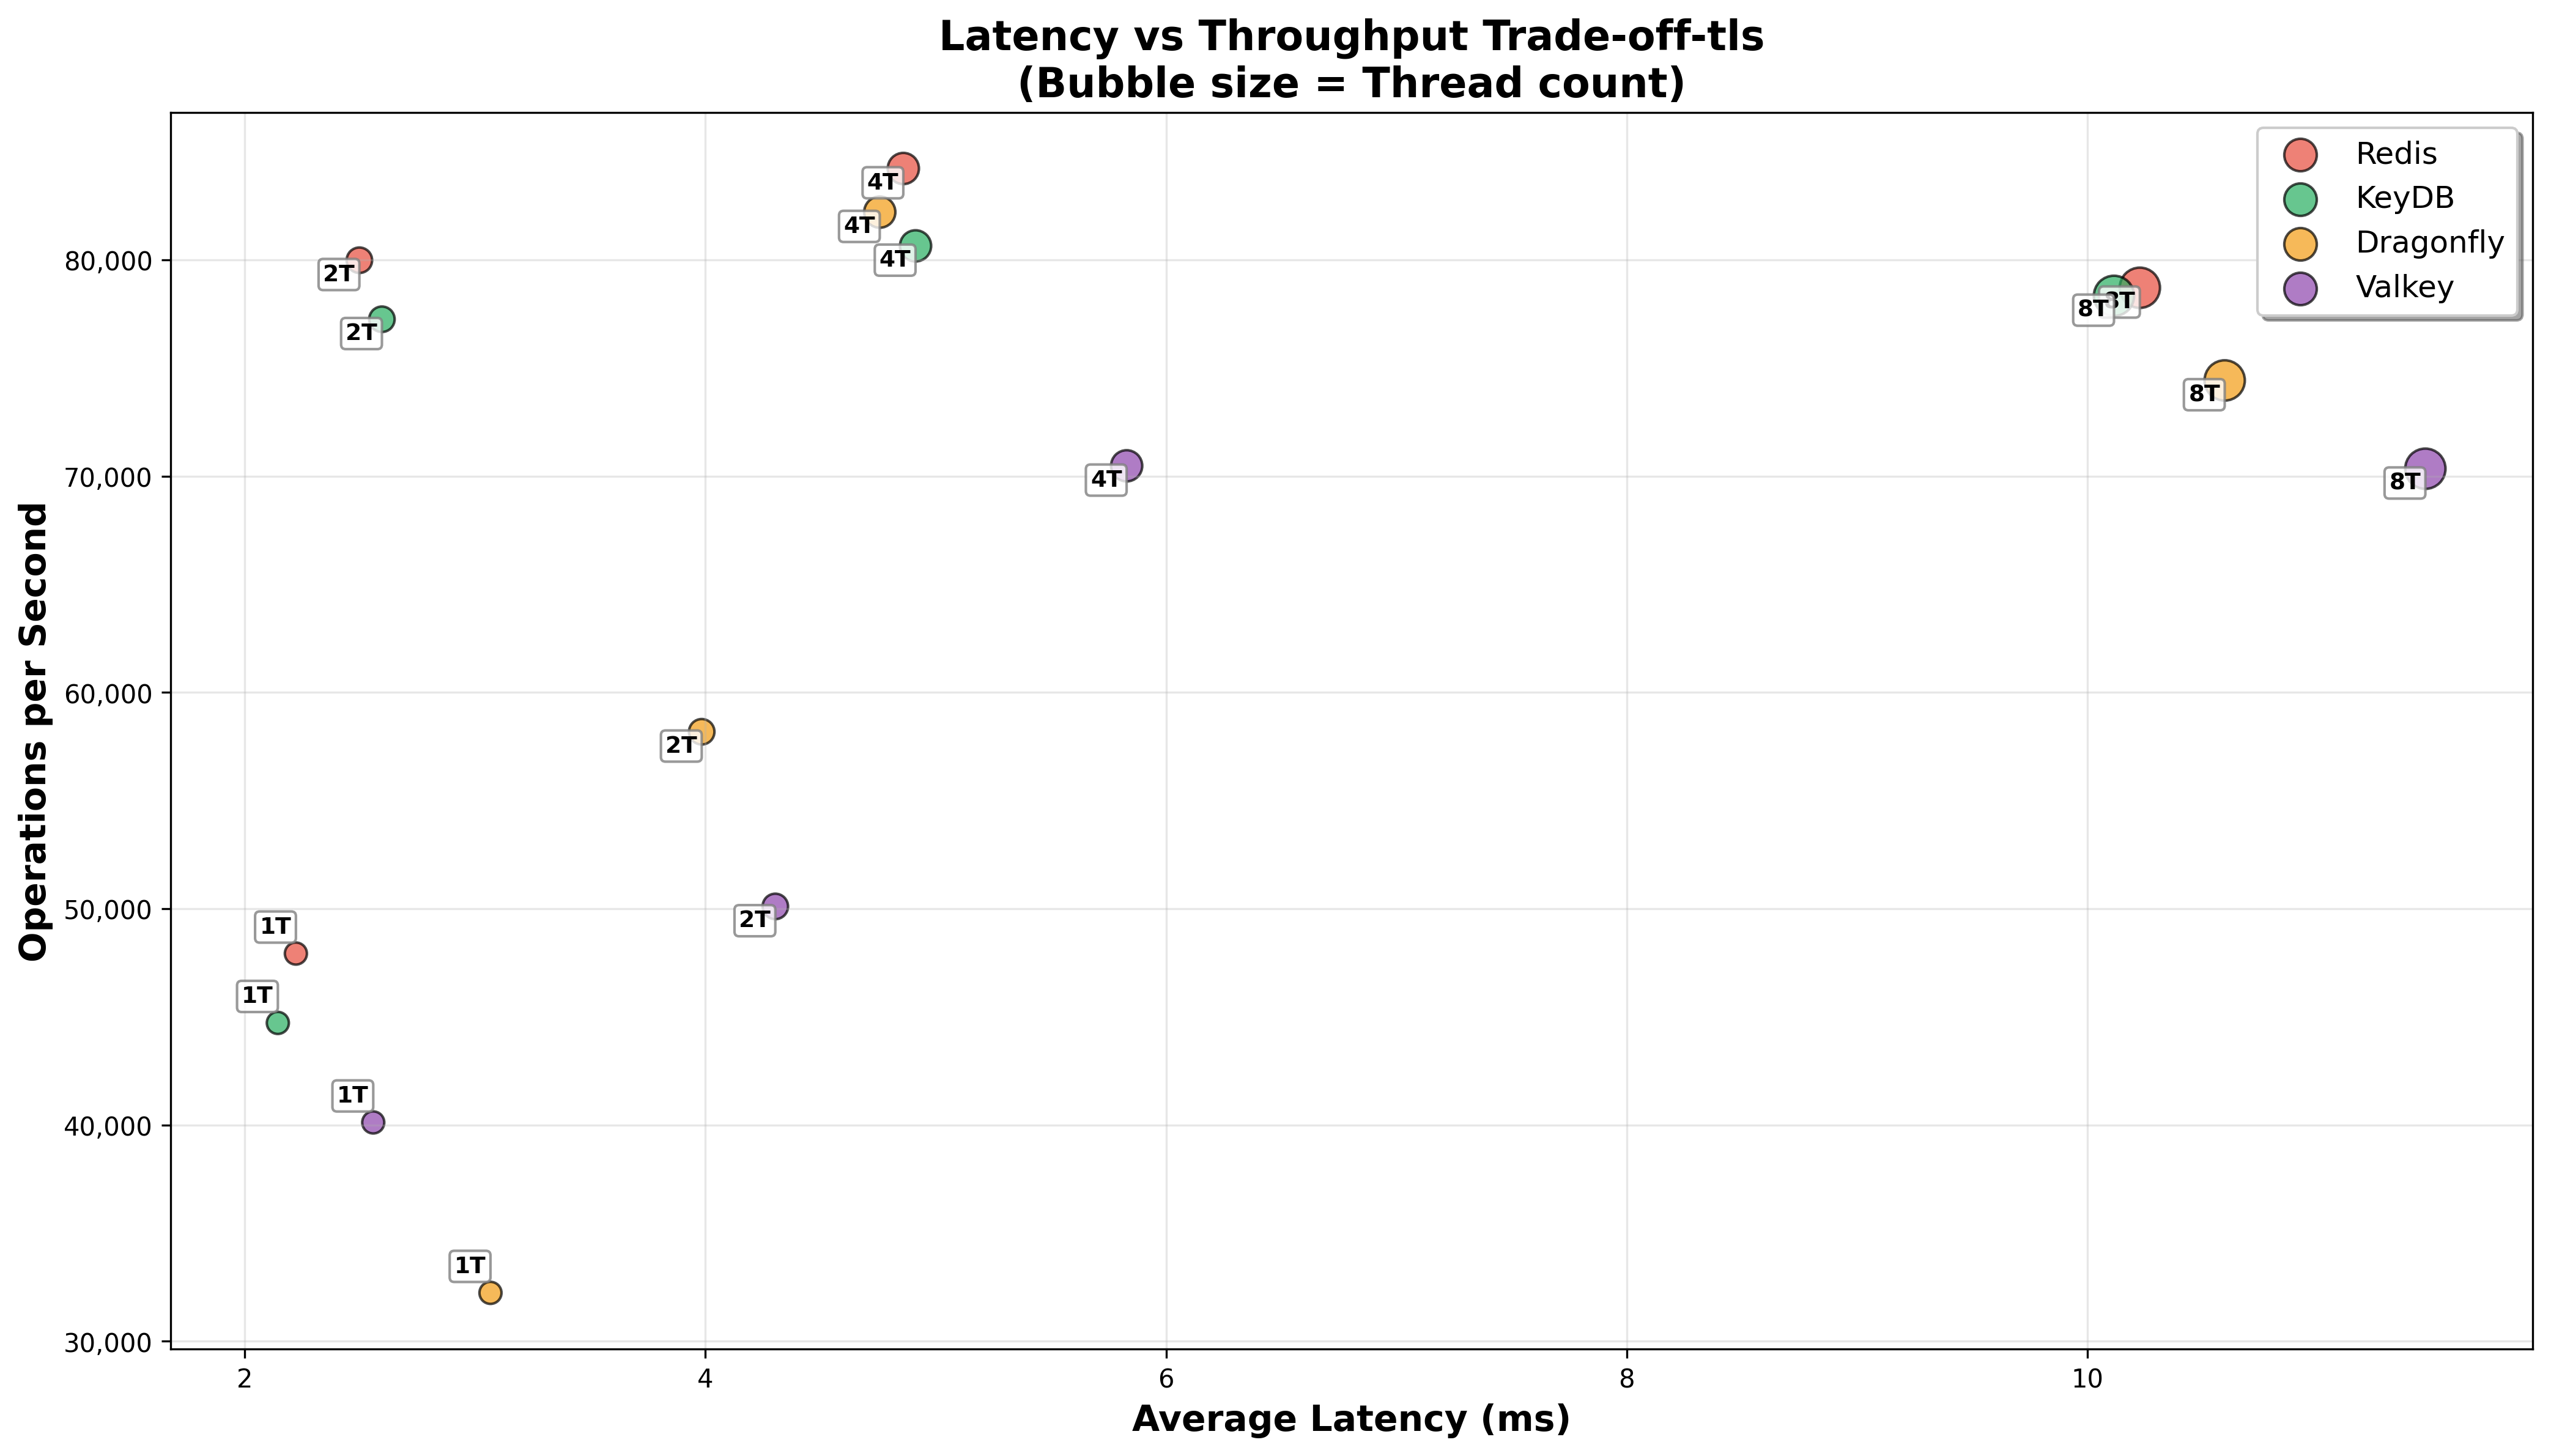 Latency vs Throughput Trade-off-tls
(Bubble size = Thread count)
Redis
KeyDB
Dragonfly
Valkey
Operations per Second
80,000
70,000
60,000
50,000
40,000
30,000
4T
4T
4T
2T
2T
8T
8T
8T
4T
8T
2T
2T
1T
1T
1T
1T
2
4
6
8
10
Average Latency (ms)